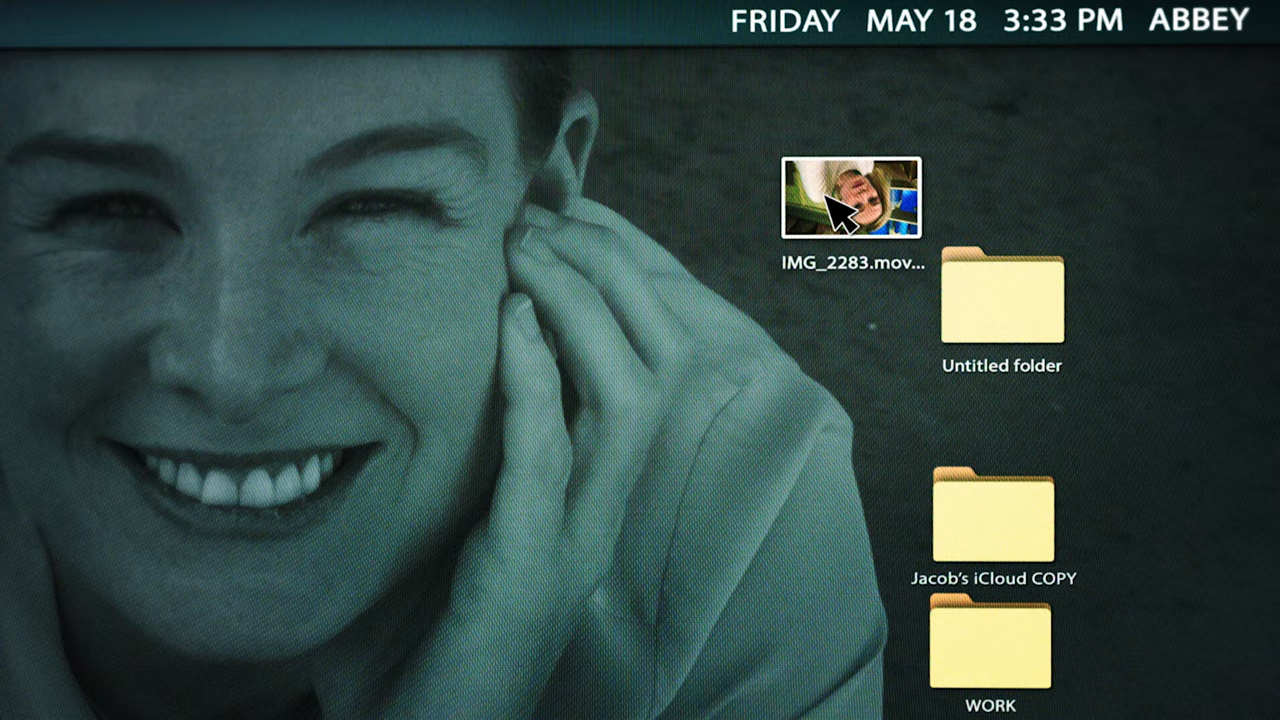 FRIDAY MAY 18 3:33 PM ABBEY
IMG_2283.mov...
Untitled folder
Jacob's iCloud COPY
WORK